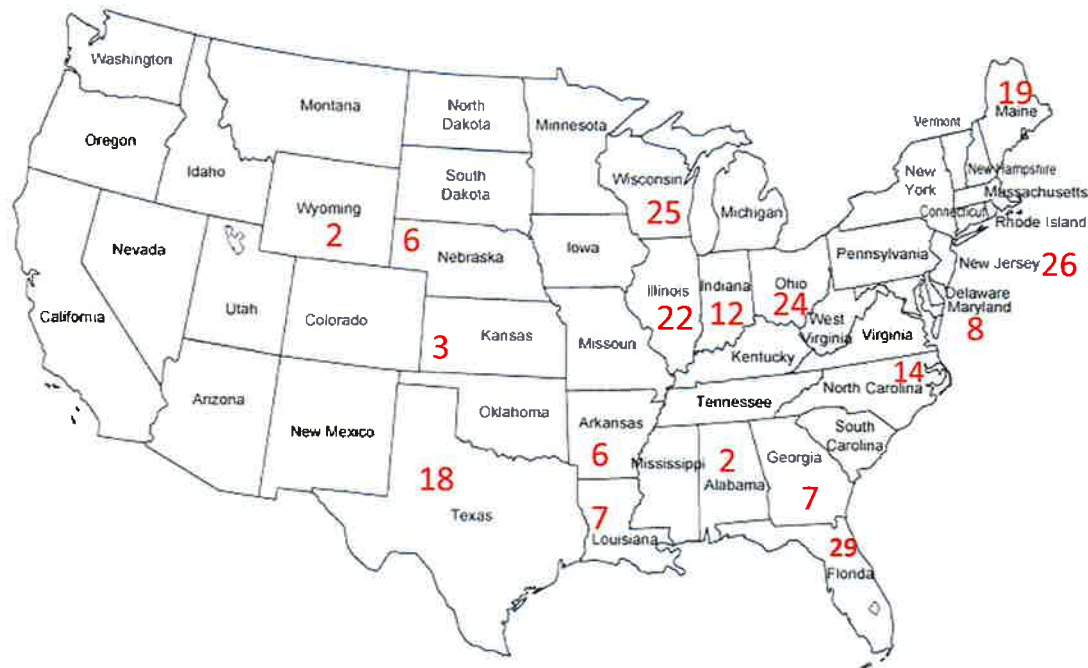 Washington
Montana
North
Dakota
Minnesota
19
Maine
Vermont
Oregon
Idaho
South
Dakota
Wisconsin
25
Michigan
New
York
New Hampshire
Massachusetts
Connecticut
Rhode Island
Wyoming
2
6
Nebraska
Iowa
Pennsylvania
New Jersey 26
Nevada
Utah
Colorado
Illinois
22
Indiana
12
Ohio
24
Delaware
Maryland
8
California
3
Kansas
Missoun
Kentucky
West
Virginia
Virginia
14
North Carolina
Arizona
New Mexico
Oklahoma
Arkansas
6
Tennessee
South
Carolina
Mississippi
2
Alabama
Georgia
7
18
Texas
7
Louisiana
29
Flonda